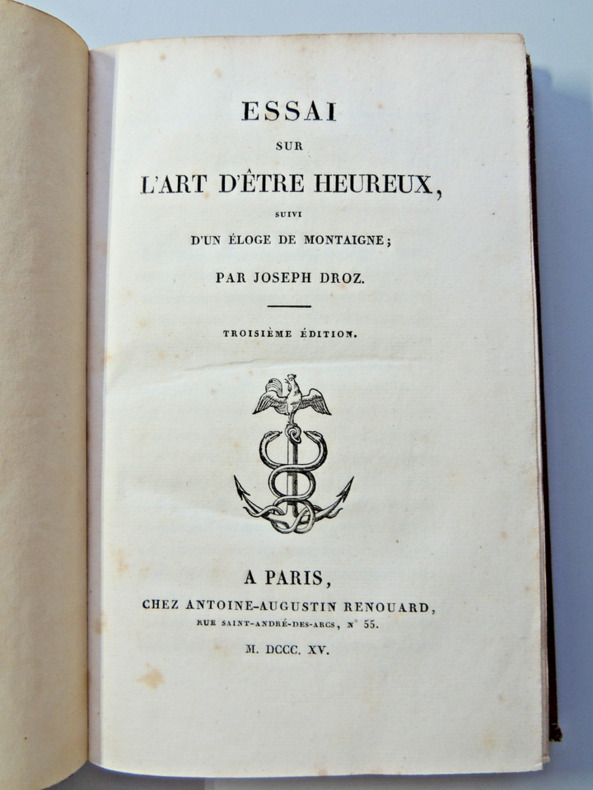 ESSAI
SUR
L'ART D'ÊTRE HEUREUX,
SUIVI
D'UN ÉLOGE DE MONTAIGNE;
PAR JOSEPH DROZ.
TROISIÈME ÉDITION.
A PARIS,
CHEZ ANTOINE-AUGUSTIN RENOUARD,
RUE SAINT-ANDRÉ-DES-ARCS, N° 55.
M. DCCC. XV.